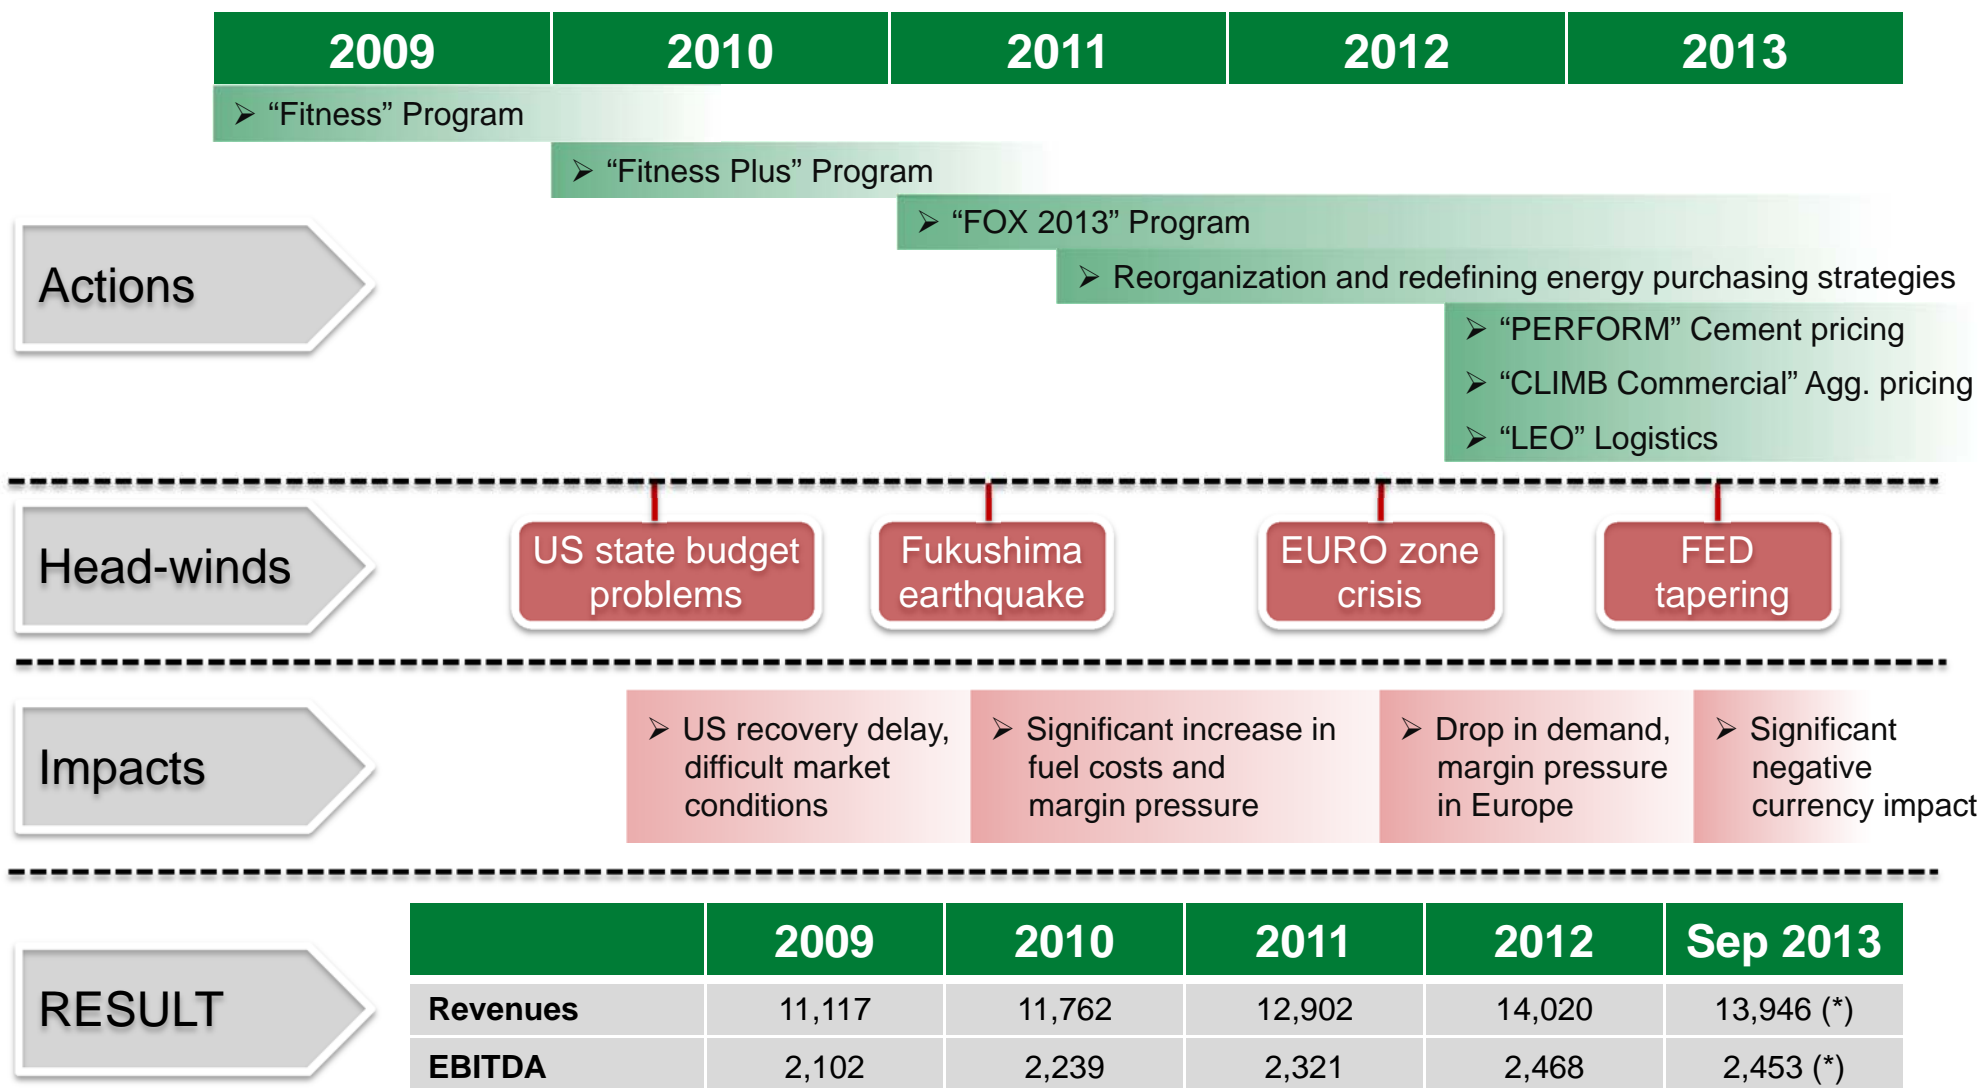 2009 2010 2011 2012 2013
➢ “Fitness” Program
➢ “Fitness Plus” Program
➢ “FOX 2013” Program
➢ Reorganization and redefining energy purchasing strategies
➢ “PERFORM” Cement pricing
➢ “CLIMB Commercial” Agg. pricing
➢ “LEO” Logistics
Actions
Head-winds
US state budget
problems
Fukushima
earthquake
EURO zone
crisis
FED
tapering
Impacts
➢ US recovery delay,
difficult market
conditions
➢ Significant increase in
fuel costs and
margin pressure
➢ Drop in demand,
margin pressure
in Europe
➢ Significant
negative
currency impact
RESULT
2009 2010 2011 2012 Sep 2013
Revenues 11,117 11,762 12,902 14,020 13,946 (*)
EBITDA 2,102 2,239 2,321 2,468 2,453 (*)